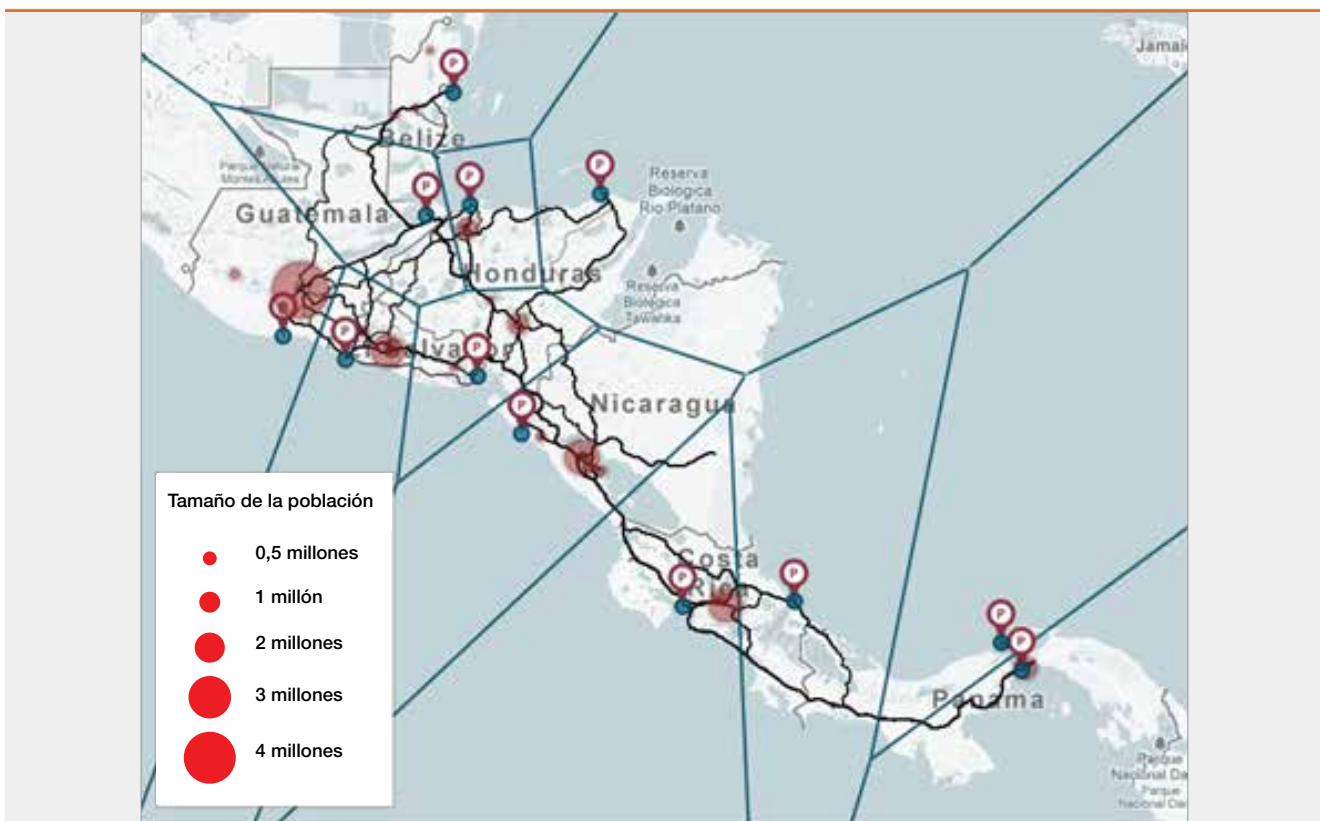 Jamai
P
Belize
Parque Natural
P
P
P
Reserva
Biologica
Rio Platano
Guatemala
Honduras
Reserva
Biologica
Tawahka
P
P
P
Salvador
P
Nicaragua
Tamaño de la población
0,5 millones
1 millón
2 millones
3 millones
4 millones
Costa
Rica
P
P
P
P
Panama
Parque
Nacional Da
Parque
Nacional Da